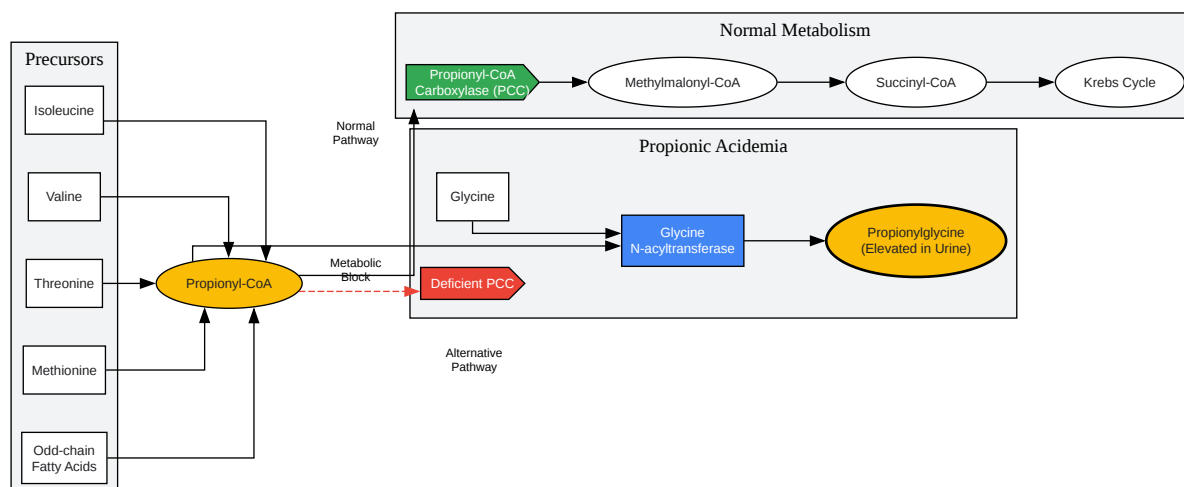 Precursors
Isoleucine
Valine
Threonine
Methionine
Odd-chain
Fatty Acids
Propionyl-CoA
Normal
Pathway
Metabolic
Block
Alternative
Pathway
Normal Metabolism
Propionyl-CoA
Carboxylase (PCC)
Methylmalonyl-CoA
Succinyl-CoA
Krebs Cycle
Propionic Acidemia
Glycine
Glycine
N-acyltransferase
Propionylglycine
(Elevated in Urine)
Deficient PCC